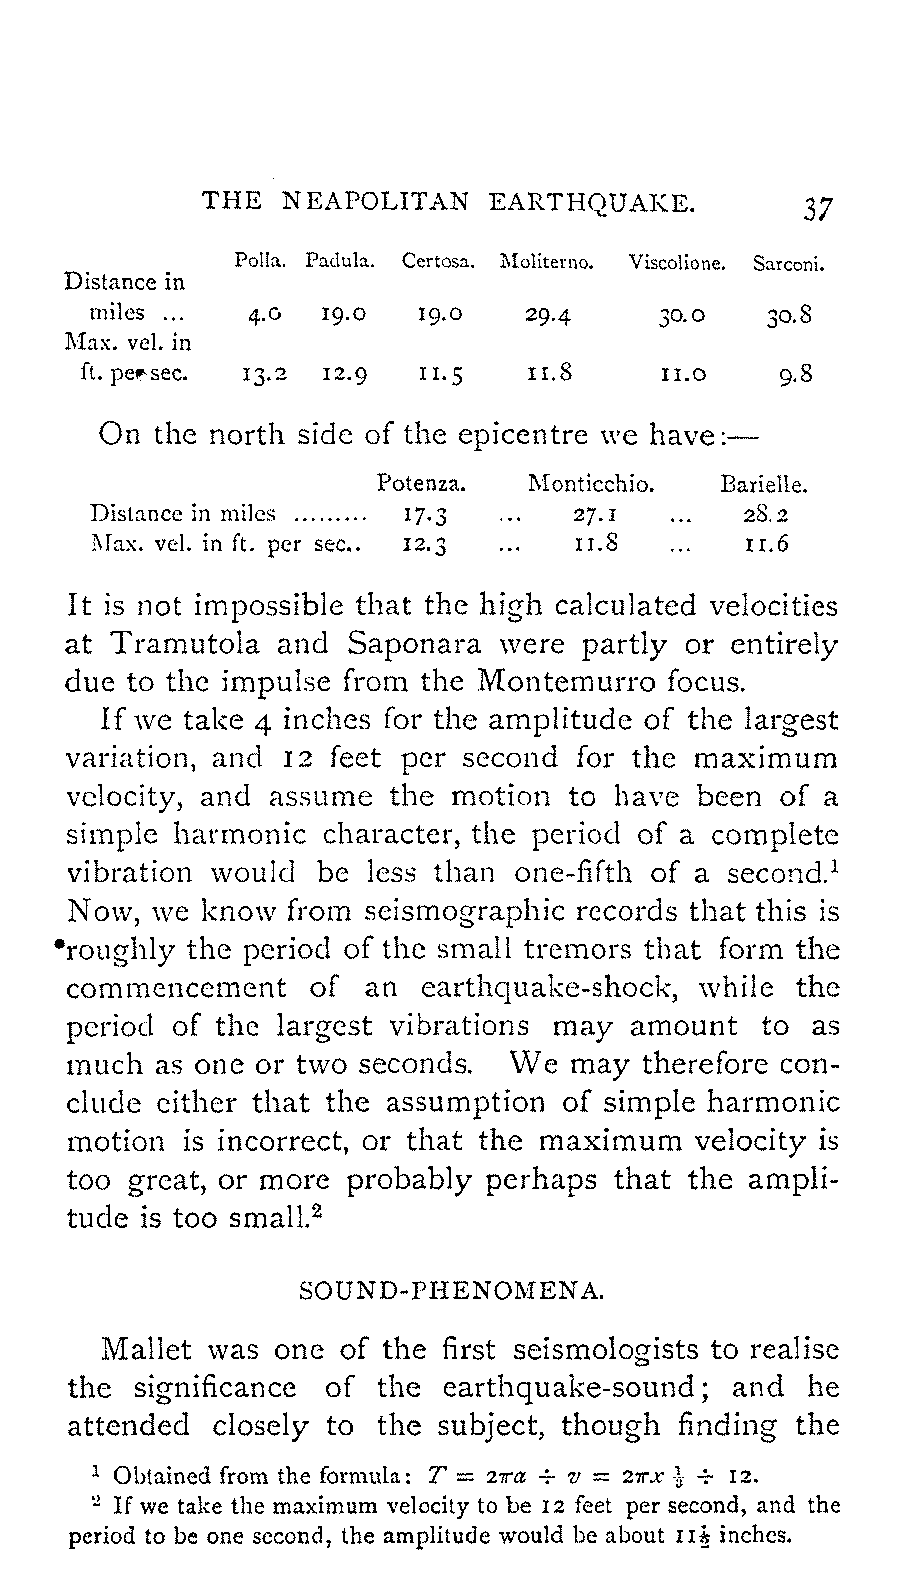 THE NEAPOLITAN EARTHQUAKE. 37
Polla. Padula. Certosa. Moliterno. Viscolione. Sarconi.
Distance in
miles ... 4.0 19.0 19.0 29.4 30.0 30.8
Max. vel. in
ft. per sec. 13.2 12.9 11.5 11.8 11.0 9.8
On the north side of the epicentre we have:—
Potenza. Monticchio. Barielle.
Distance in miles ......... 17.3 ... 27.1 ... 28.2
Max. vel. in ft. per sec.. 12.3 ... 11.8 ... 11.6
It is not impossible that the high calculated velocities
at Tramutola and Saponara were partly or entirely
due to the impulse from the Montemurro focus.
If we take 4 inches for the amplitude of the largest
variation, and 12 feet per second for the maximum
velocity, and assume the motion to have been of a
simple harmonic character, the period of a complete
vibration would be less than one-fifth of a second.¹
Now, we know from seismographic records that this is
roughly the period of the small tremors that form the
commencement of an earthquake-shock, while the
period of the largest vibrations may amount to as
much as one or two seconds. We may therefore con-
clude either that the assumption of simple harmonic
motion is incorrect, or that the maximum velocity is
too great, or more probably perhaps that the ampli-
tude is too small.²
SOUND-PHENOMENA.
Mallet was one of the first seismologists to realise
the significance of the earthquake-sound; and he
attended closely to the subject, though finding the
¹ Obtained from the formula: T = 2πa ÷ v = 2πx ⅓ ÷ 12.
² If we take the maximum velocity to be 12 feet per second, and the
period to be one second, the amplitude would be about 11½ inches.